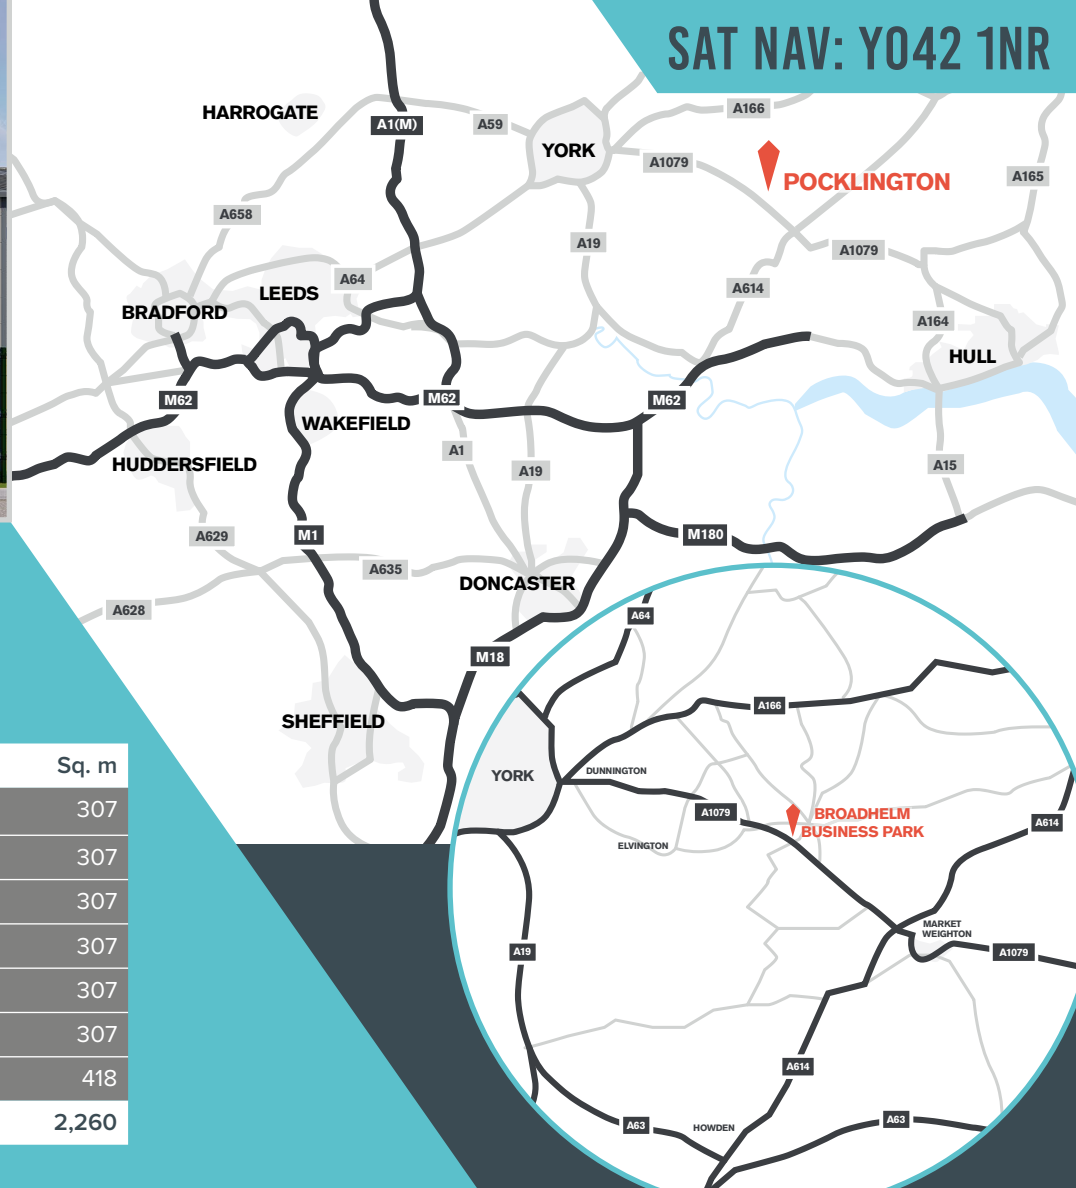 SAT NAV: YO42 1NR
HARROGATE
A1(M)
A59
YORK
A166
A1079
POCKLINGTON
A165
A658
A19
A1079
A64
LEEDS
A614
BRADFORD
A164
HULL
M62
M62
M62
WAKEFIELD
A1
A19
HUDDERSFIELD
A15
A629
M1
M180
A635
DONCASTER
A628
M18
SHEFFIELD
Sq. m
307
307
307
307
307
307
418
2,260
A64
A166
YORK
DUNNINGTON
A1079
BROADHELM
BUSINESS PARK
A614
ELVINGTON
MARKET
WEIGHTON
A19
A1079
A614
A63
HOWDEN
A63